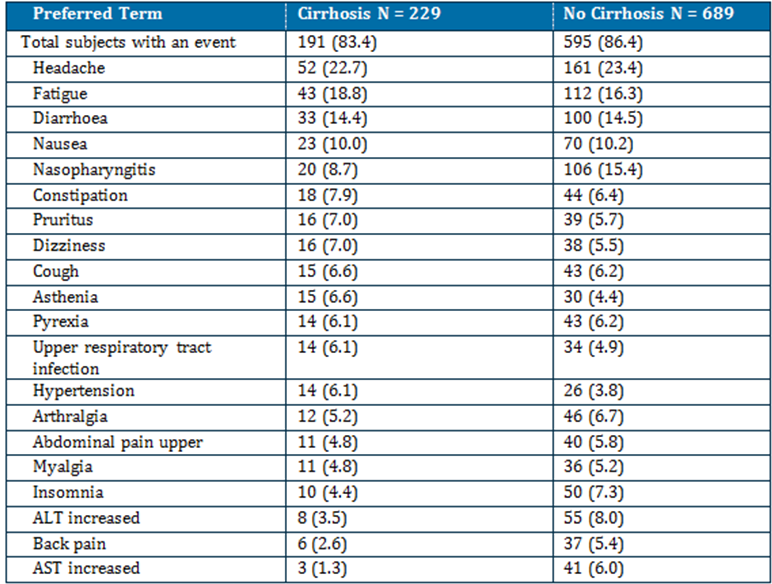 Preferred Term Cirrhosis N = 229 No Cirrhosis N = 689
Total subjects with an event 191 (83.4) 595 (86.4)
Headache 52 (22.7) 161 (23.4)
Fatigue 43 (18.8) 112 (16.3)
Diarrhoea 33 (14.4) 100 (14.5)
Nausea 23 (10.0) 70 (10.2)
Nasopharyngitis 20 (8.7) 106 (15.4)
Constipation 18 (7.9) 44 (6.4)
Pruritus 16 (7.0) 39 (5.7)
Dizziness 16 (7.0) 38 (5.5)
Cough 15 (6.6) 43 (6.2)
Asthenia 15 (6.6) 30 (4.4)
Pyrexia 14 (6.1) 43 (6.2)
Upper respiratory tract 14 (6.1) 34 (4.9)
infection
Hypertension 14 (6.1) 26 (3.8)
Arthralgia 12 (5.2) 46 (6.7)
Abdominal pain upper 11 (4.8) 40 (5.8)
Myalgia 11 (4.8) 36 (5.2)
Insomnia 10 (4.4) 50 (7.3)
ALT increased 8 (3.5) 55 (8.0)
Back pain 6 (2.6) 37 (5.4)
AST increased 3 (1.3) 41 (6.0)